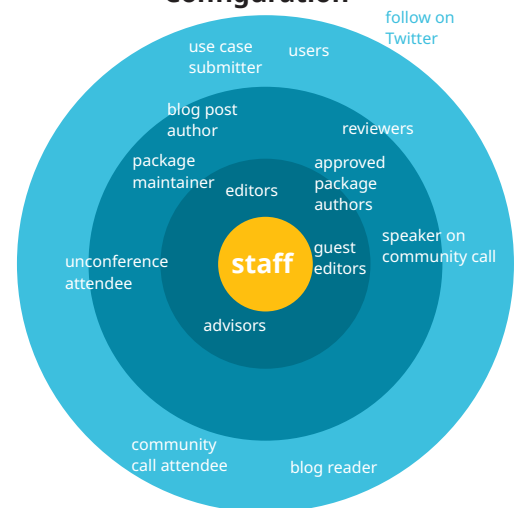 Configuration
follow on
Twitter
use case
submitter
users
blog post
author
reviewers
package
maintainer
approved
package
authors
editors
speaker on
community call
guest
editors
staff
unconference
attendee
advisors
community
call attendee
blog reader